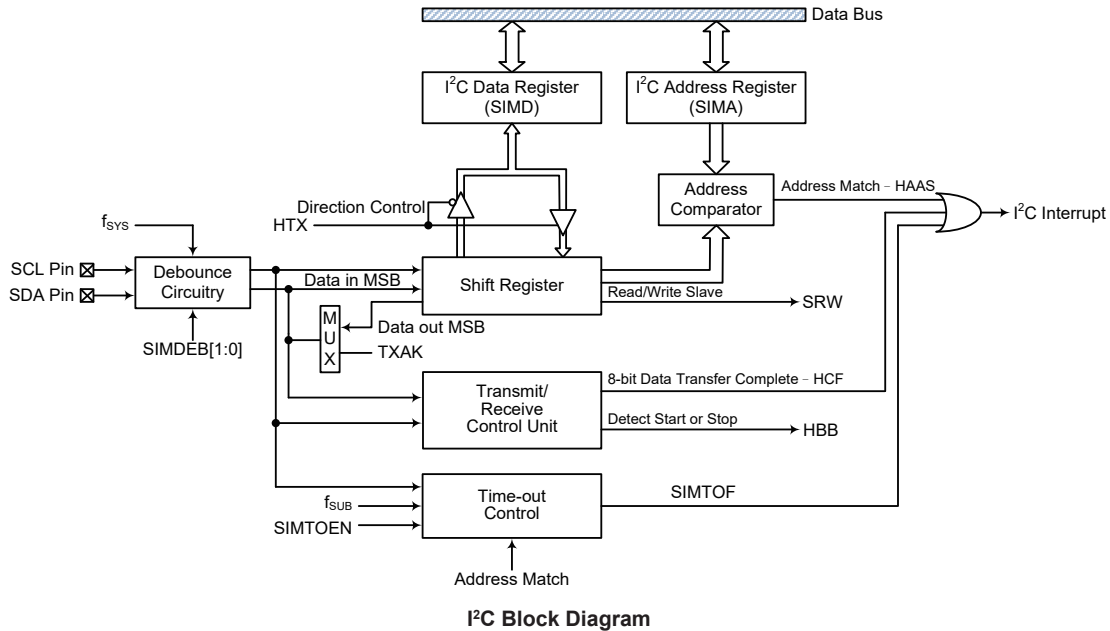 Data Bus
I²C Data Register
(SIMD)
I²C Address Register
(SIMA)
Address
Comparator
Address Match - HAAS
I²C Interrupt
Direction Control
HTX
fSYS
SCL Pin
SDA Pin
Debounce
Circuitry
SIMDEB[1:0]
Data in MSB
Shift Register
Read/Write Slave
SRW
M
U
X
Data out MSB
TXAK
Transmit/
Receive
Control Unit
8-bit Data Transfer Complete - HCF
Detect Start or Stop
HBB
Time-out
Control
fSUB
SIMTOEN
SIMTOF
Address Match
I²C Block Diagram